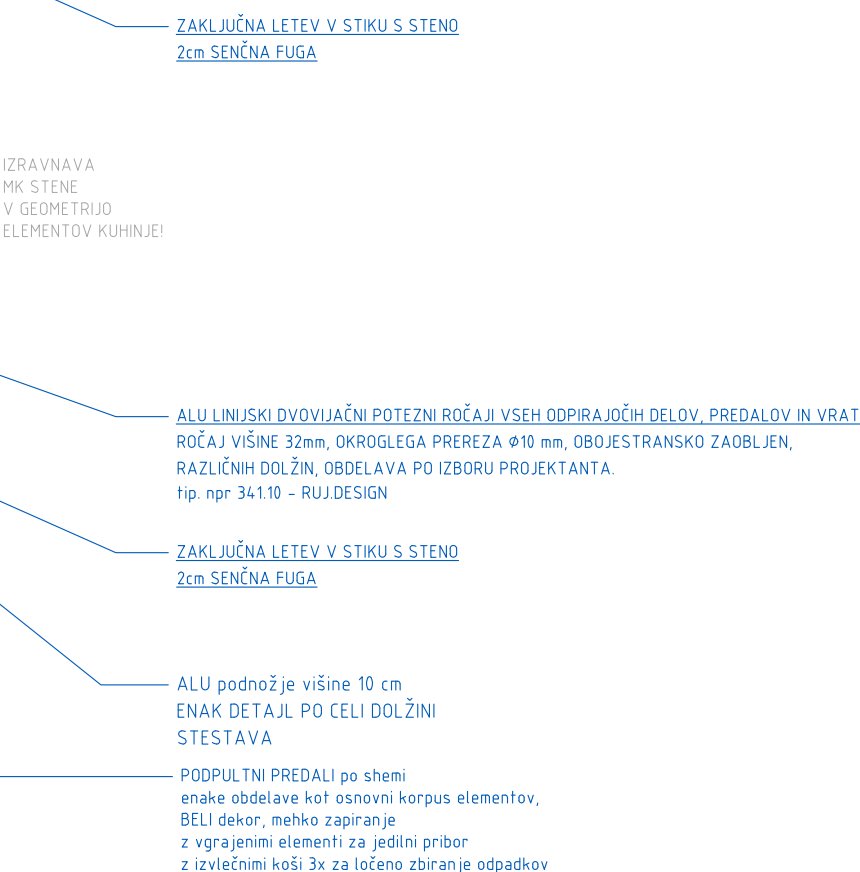 ZAKLJUČNA LETEV V STIKU S STENO
2cm SENČNA FUGA
IZRAVNAVA
MK STENE
V GEOMETRIJO
ELEMENTOV KUHINJE!
ALU LINIJSKI DVOVIJAČNI POTEZNI ROČAJI VSEH ODPIRAJOČIH DELOV, PREDALOV IN VRAT
ROČAJ VIŠINE 32mm, OKROGLEGA PREREZA Ø10 mm, OBOJESTRANSKO ZAOBLJEN,
RAZLIČNIH DOLŽIN, OBDELAVA PO IZBORU PROJEKTANTA.
tip. npr 341.10 - RUJ.DESIGN
ZAKLJUČNA LETEV V STIKU S STENO
2cm SENČNA FUGA
ALU podnožje višine 10 cm
ENAK DETAJL PO CELI DOLŽINI
STESTAVA
PODPULTNI PREDALI po shemi
enake obdelave kot osnovni korpus elementov,
BELI dekor, mehko zapiranje
z vgrajenimi elementi za jedilni pribor
z izvlečnimi koši 3x za ločeno zbiranje odpadkov